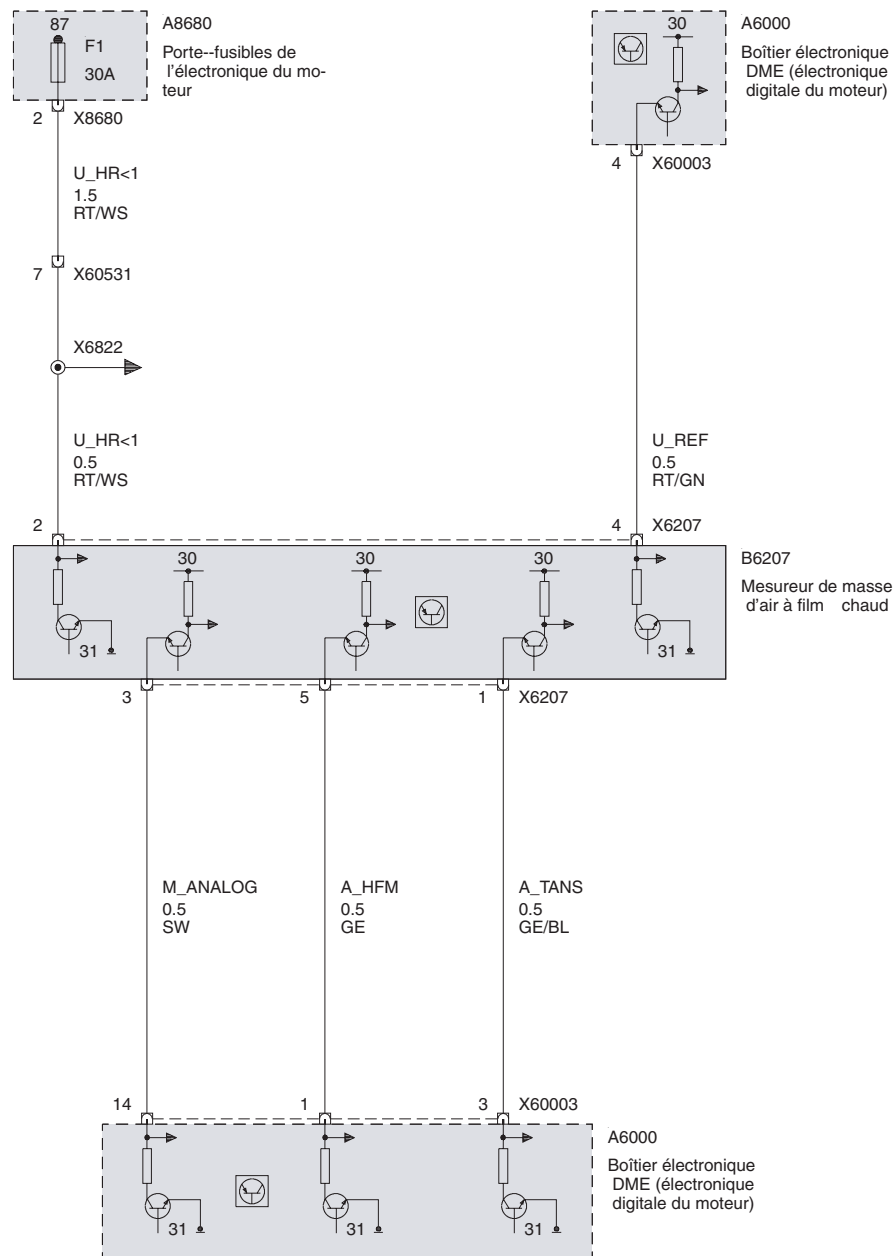 87
F1
30A
A8680
Porte--fusibles de
l'électronique du mo-
teur
30
A6000
Boîtier électronique
DME (électronique
digitale du moteur)
2 X8680
4 X60003
U_HR<1
1.5
RT/WS
7 X60531
X6822
U_HR<1
0.5
RT/WS
U_REF
0.5
RT/GN
2
4 X6207
B6207
Mesureur de masse
d'air à film chaud
30 30 30
31 31
3 5 1 X6207
M_ANALOG
0.5
SW
A_HFM
0.5
GE
A_TANS
0.5
GE/BL
14 1 3 X60003
A6000
Boîtier électronique
DME (électronique
digitale du moteur)
31 31 31